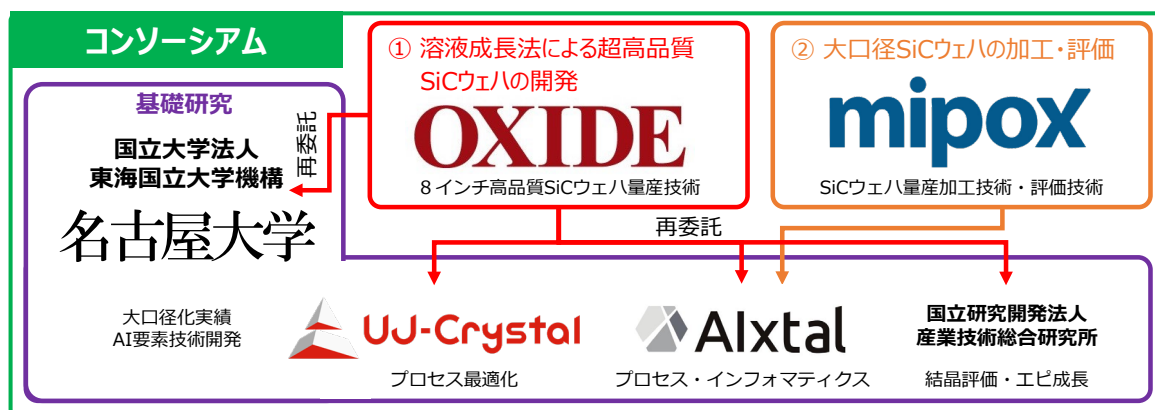 コンソーシアム
① 溶液成長法による超高品質
SiCウェハの開発
OXIDE
8インチ高品質SiCウェハ量産技術
② 大口径SiCウェハの加工・評価
mipox
SiCウェハ量産加工技術・評価技術
基礎研究
国立大学法人
東海国立大学機構
名古屋大学
再委託
再委託
大口径化実績
AI要素技術開発
UJ-Crystal
プロセス最適化
AIxtal
プロセス・インフォマティクス
国立研究開発法人
産業技術総合研究所
結晶評価・エピ成長